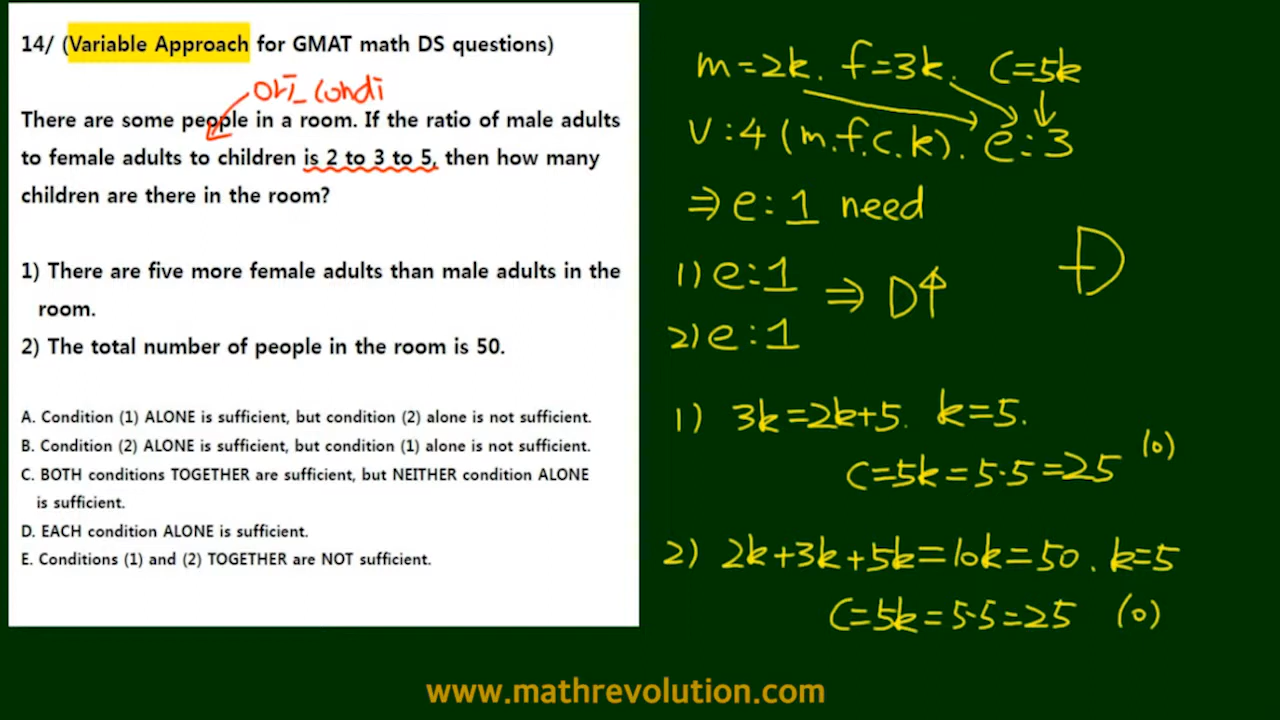 14/ (Variable Approach for GMAT math DS questions)
There are some people in a room. If the ratio of male adults
to female adults to children is 2 to 3 to 5, then how many
children are there in the room?
1) There are five more female adults than male adults in the
room.
2) The total number of people in the room is 50.
A. Condition (1) ALONE is sufficient, but condition (2) alone is not sufficient.
B. Condition (2) ALONE is sufficient, but condition (1) alone is not sufficient.
C. BOTH conditions TOGETHER are sufficient, but NEITHER condition ALONE
is sufficient.
D. EACH condition ALONE is sufficient.
E. Conditions (1) and (2) TOGETHER are NOT sufficient.
condi
m=2k. f=3k. C=5k
V:4 (m.f.c.k). e:3
⇒ e:1 need
1) e:1
⇒ D↑
2) e:1
D
1) 3k=2k+5. k=5.
C=5k=5·5=25 (o)
2) 2k+3k+5k=10k=50. k=5
C=5k=5·5=25 (o)
www.mathrevolution.com